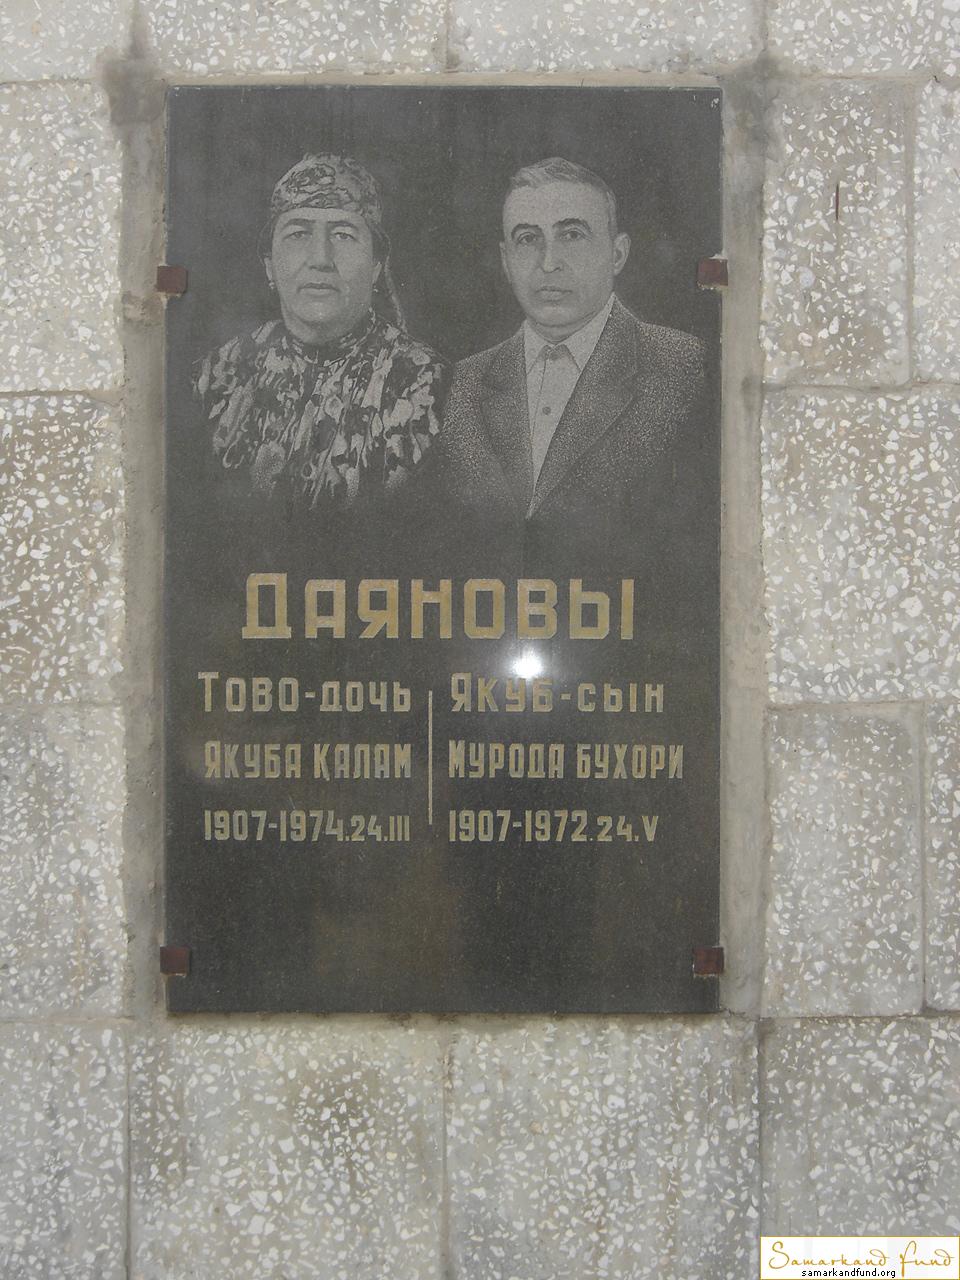 ДАЯНОВЫ
ТОВО-ДОЧЬ
ЯКУБА ҚАЛАМ
1907-1974.24.III
ЯКУБ-СЫН
МУРОДА БУХОРИ
1907-1972.24.V
Samarkand fund
samarkandfund.org